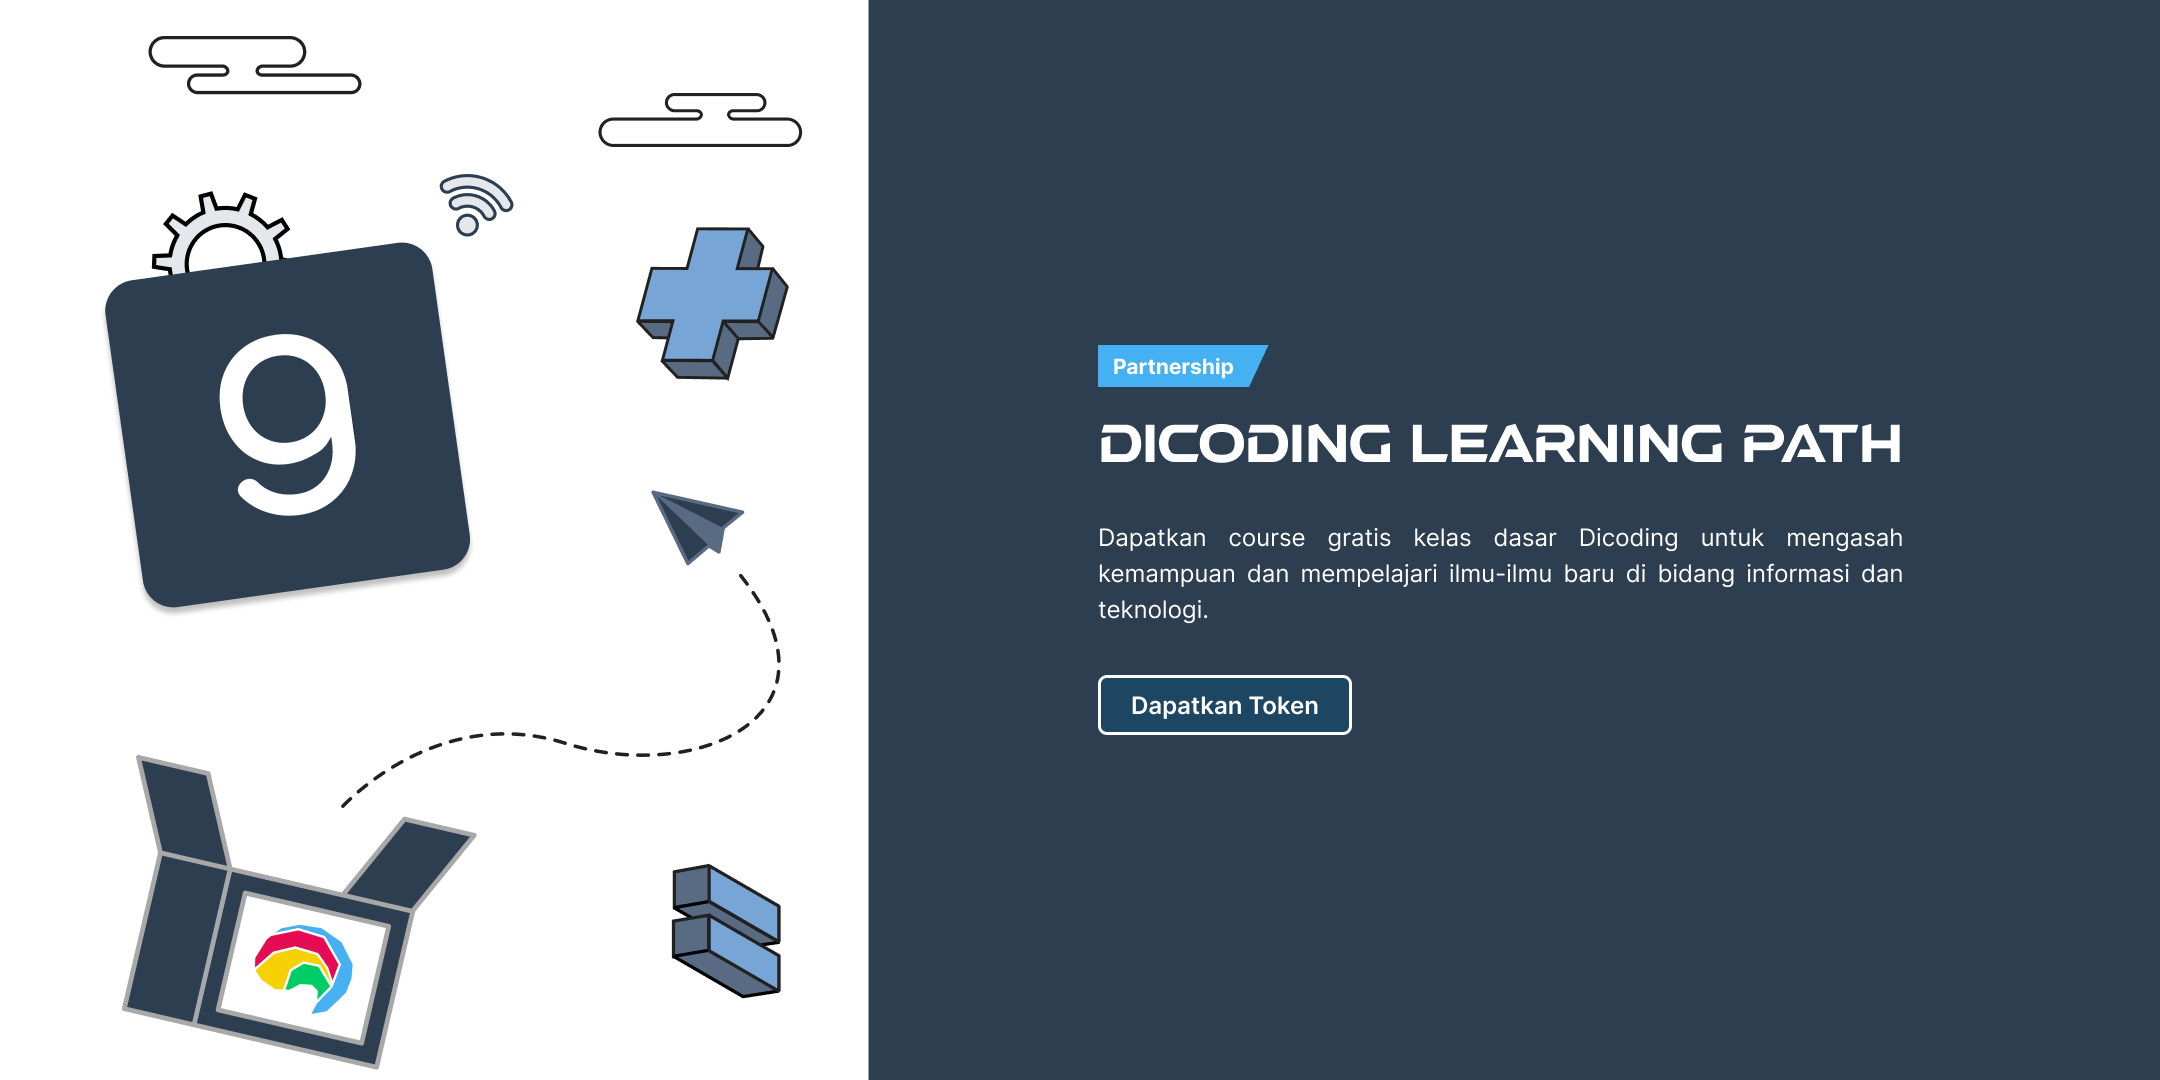 g
Partnership
DICODING LEARNING PATH
Dapatkan course gratis kelas dasar Dicoding untuk mengasah
kemampuan dan mempelajari ilmu-ilmu baru di bidang informasi dan
teknologi.
Dapatkan Token